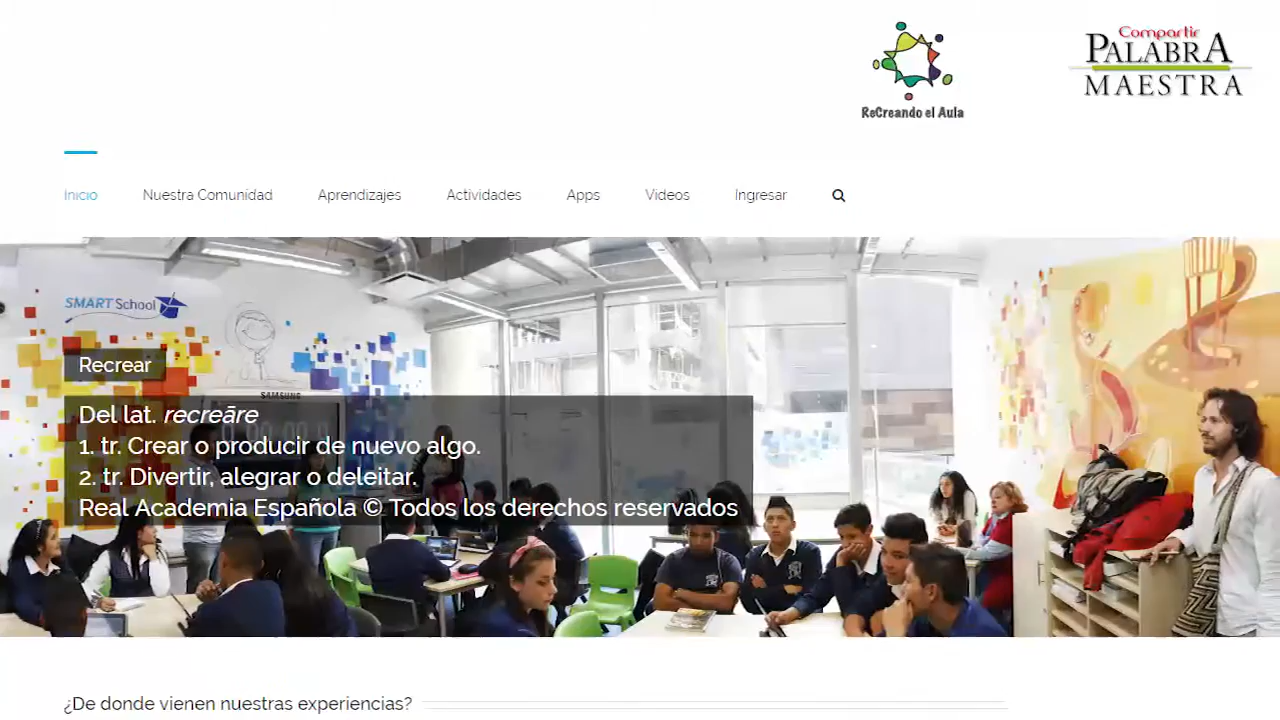 Compartir
PALABRA
MAESTRA
ReCreando el Aula
Inicio
Nuestra Comunidad
Aprendizajes
Actividades
Apps
Videos
Ingresar
SMART School
Recrear
SAMSUNG
Del lat. recreāre
1. tr. Crear o producir de nuevo algo.
2. tr. Divertir, alegrar o deleitar.
Real Academia Española © Todos los derechos reservados
¿De donde vienen nuestras experiencias?